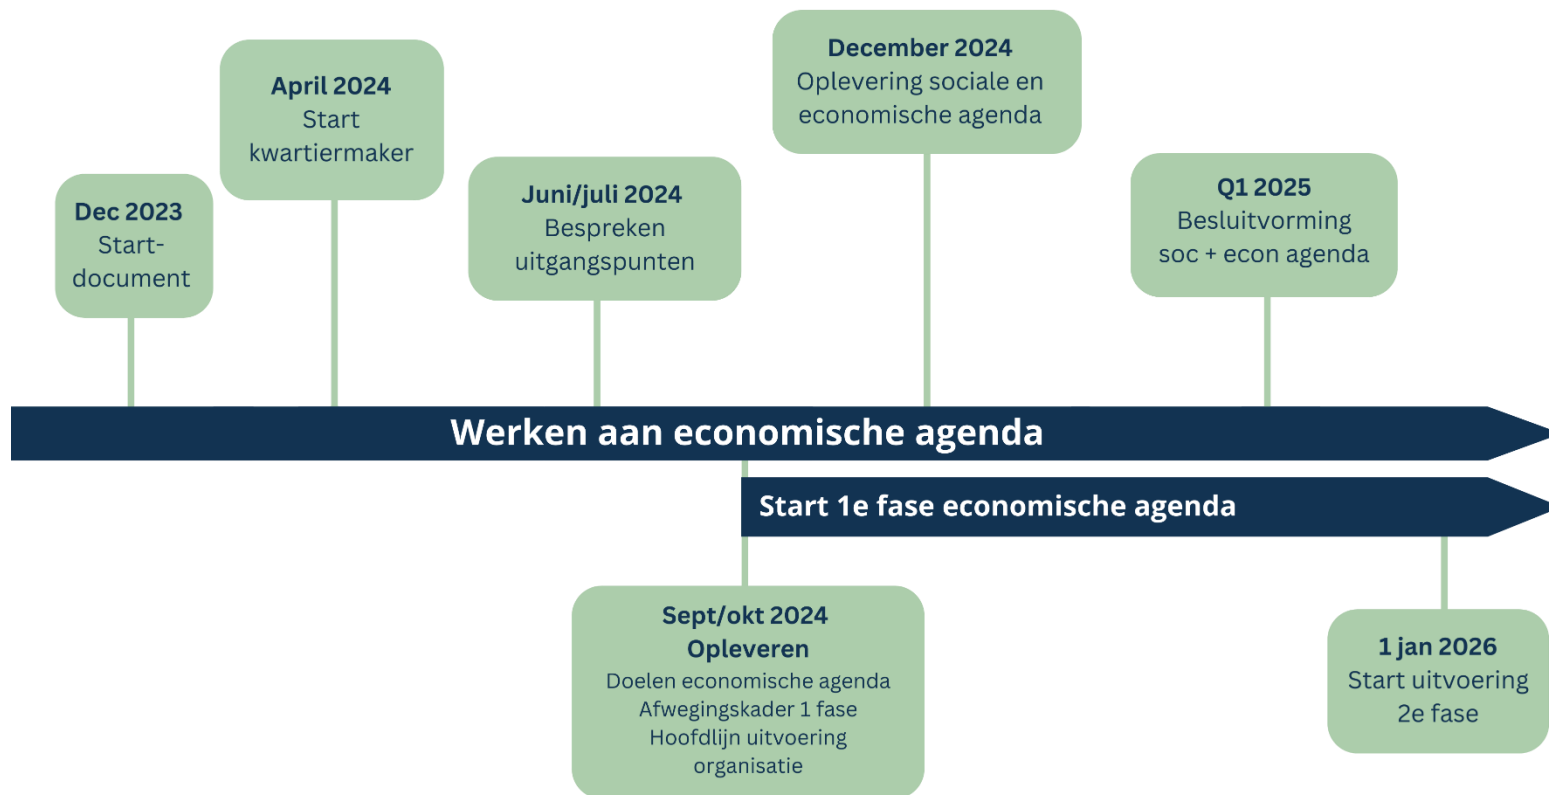 Dec 2023
Start-
document
April 2024
Start
kwartiermaker
Juni/juli 2024
Bespreken
uitgangspunten
December 2024
Oplevering sociale en
economische agenda
Q1 2025
Besluitvorming
soc + econ agenda
Werken aan economische agenda
Start 1e fase economische agenda
Sept/okt 2024
Opleveren
Doelen economische agenda
Afwegingskader 1 fase
Hoofdlijn uitvoering
organisatie
1 jan 2026
Start uitvoering
2e fase